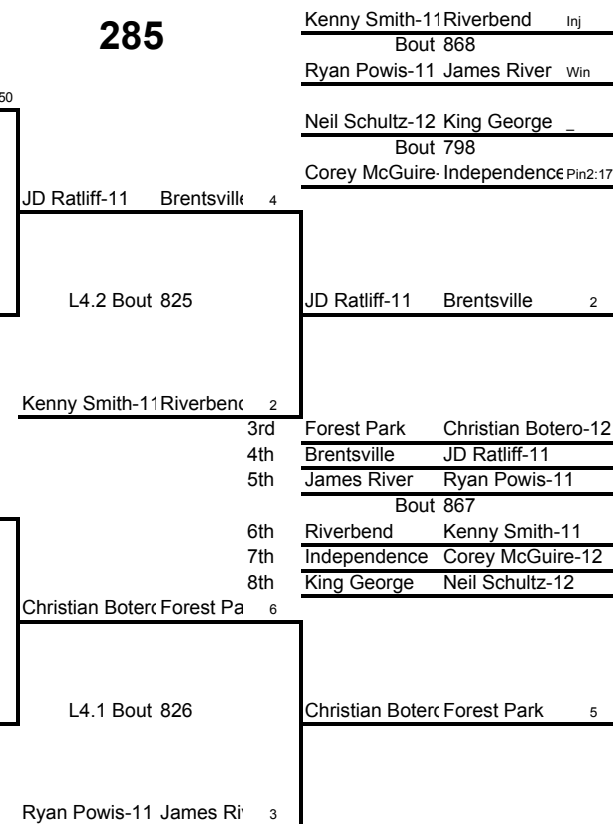 285
Kenny Smith-11 Riverbend Inj
Bout 868
Ryan Powis-11 James River Win
50
Neil Schultz-12 King George _
Bout 798
Corey McGuire- Independence Pin2:17
JD Ratliff-11 Brentsville 4
L4.2 Bout 825
JD Ratliff-11 Brentsville 2
Kenny Smith-11 Riverbend 2
3rd Forest Park Christian Botero-12
4th Brentsville JD Ratliff-11
5th James River Ryan Powis-11
Bout 867
6th Riverbend Kenny Smith-11
7th Independence Corey McGuire-12
8th King George Neil Schultz-12
Christian Botero Forest Pa 6
L4.1 Bout 826
Christian Botero Forest Park 5
Ryan Powis-11 James Ri 3